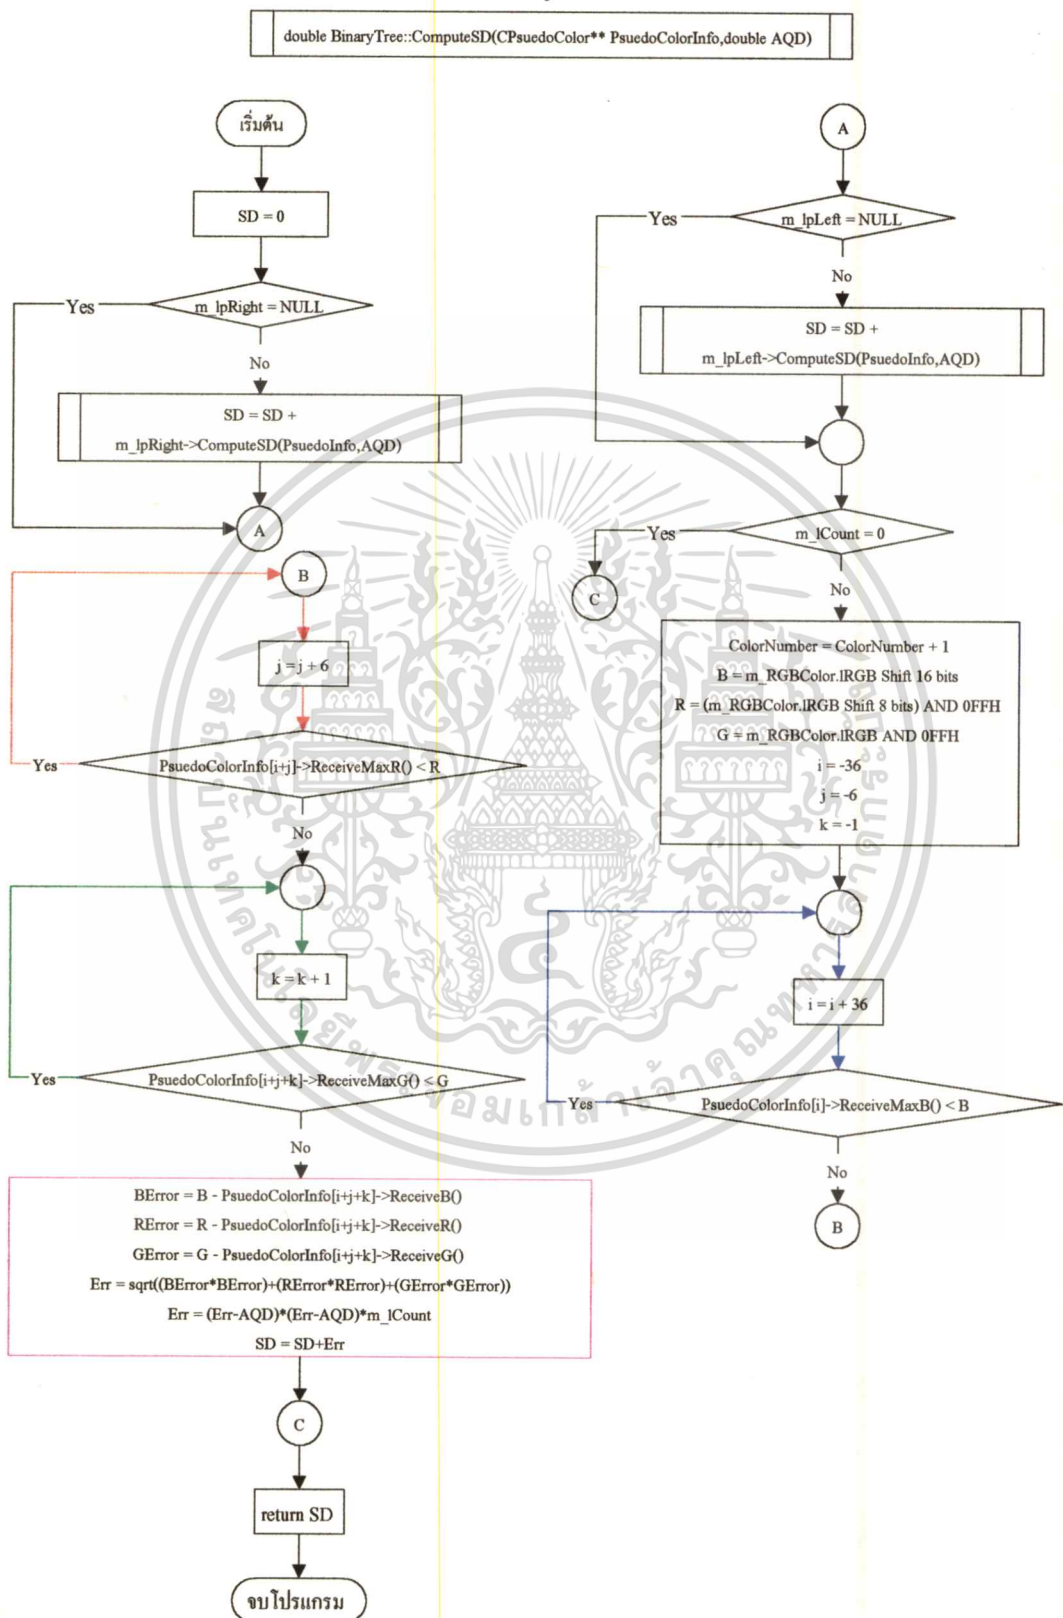 double BinaryTree::ComputeSD(CPsuedoColor** PsuedoColorInfo,double AQD)
เริ่มต้น
SD = 0
m_lpRight = NULL
Yes
No
SD = SD +
m_lpRight->ComputeSD(PsuedoInfo,AQD)
A
B
j = j + 6
PsuedoColorInfo[i+j]->ReceiveMaxR() < R
Yes
No
k = k + 1
PsuedoColorInfo[i+j+k]->ReceiveMaxG() < G
Yes
No
BError = B - PsuedoColorInfo[i+j+k]->ReceiveB()
RError = R - PsuedoColorInfo[i+j+k]->ReceiveR()
GError = G - PsuedoColorInfo[i+j+k]->ReceiveG()
Err = sqrt((BError*BError)+(RError*RError)+(GError*GError))
Err = (Err-AQD)*(Err-AQD)*m_lCount
SD = SD+Err
C
return SD
จบโปรแกรม
A
m_lpLeft = NULL
Yes
No
SD = SD +
m_lpLeft->ComputeSD(PsuedoInfo,AQD)
m_lCount = 0
Yes
C
No
ColorNumber = ColorNumber + 1
B = m_RGBColor.lRGB Shift 16 bits
R = (m_RGBColor.lRGB Shift 8 bits) AND 0FFH
G = m_RGBColor.lRGB AND 0FFH
i = -36
j = -6
k = -1
i = i + 36
PsuedoColorInfo[i]->ReceiveMaxB() < B
Yes
No
B